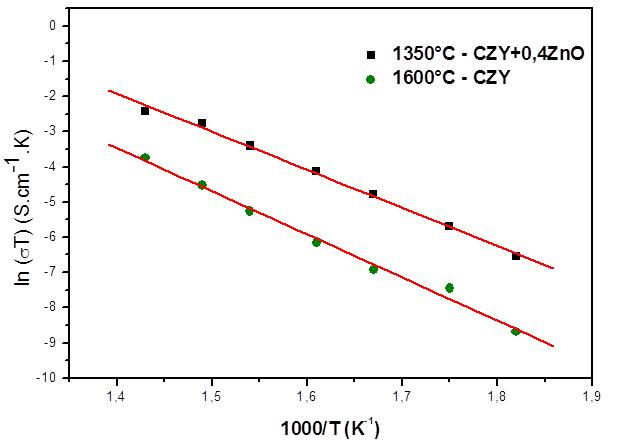 0
-1
-2
-3
-4
-5
-6
-7
-8
-9
-10
ln (σT) (S.cm⁻¹.K)
1350°C - CZY+0,4ZnO
1600°C - CZY
1,4 1,5 1,6 1,7 1,8 1,9
1000/T (K⁻¹)